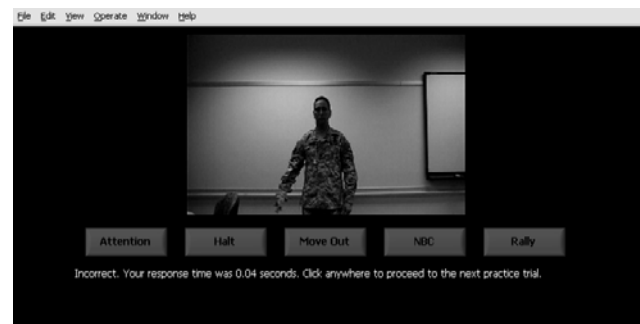 File Edit View Operate Window Help
Attention Halt Move Out NBC Rally
Incorrect. Your response time was 0.04 seconds. Click anywhere to proceed to the next practice trial.